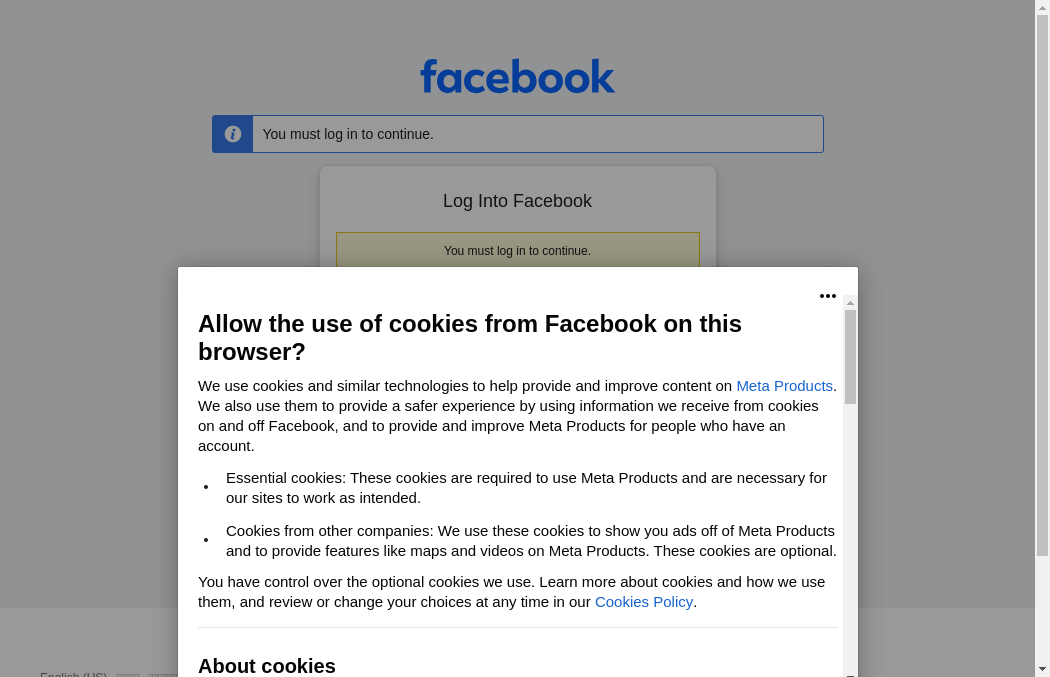 facebook
You must log in to continue.
Log Into Facebook
You must log in to continue.
Allow the use of cookies from Facebook on this
browser?
We use cookies and similar technologies to help provide and improve content on Meta Products.
We also use them to provide a safer experience by using information we receive from cookies
on and off Facebook, and to provide and improve Meta Products for people who have an
account.
• Essential cookies: These cookies are required to use Meta Products and are necessary for
our sites to work as intended.
• Cookies from other companies: We use these cookies to show you ads off of Meta Products
and to provide features like maps and videos on Meta Products. These cookies are optional.
You have control over the optional cookies we use. Learn more about cookies and how we use
them, and review or change your choices at any time in our Cookies Policy.
About cookies
English (US)